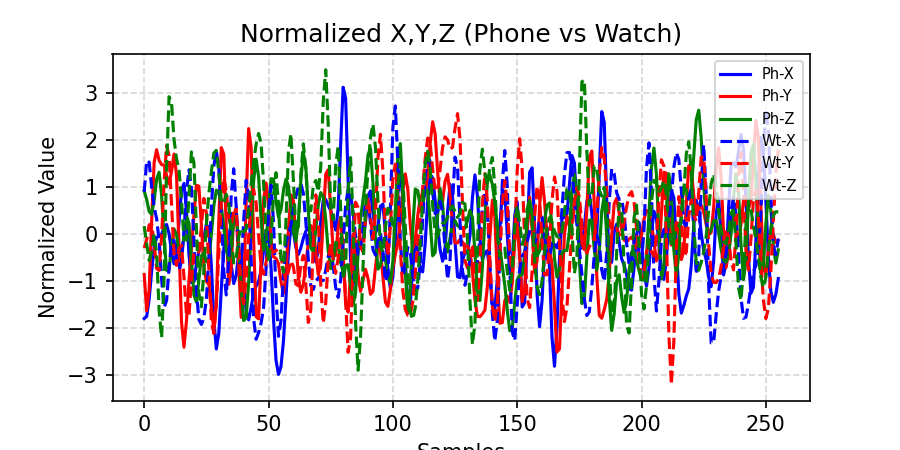 Normalized X,Y,Z (Phone vs Watch)
Normalized Value
3
2
1
0
−1
−2
−3
Ph-X
Ph-Y
Ph-Z
Wt-X
Wt-Y
Wt-Z
0 50 100 150 200 250
Samples